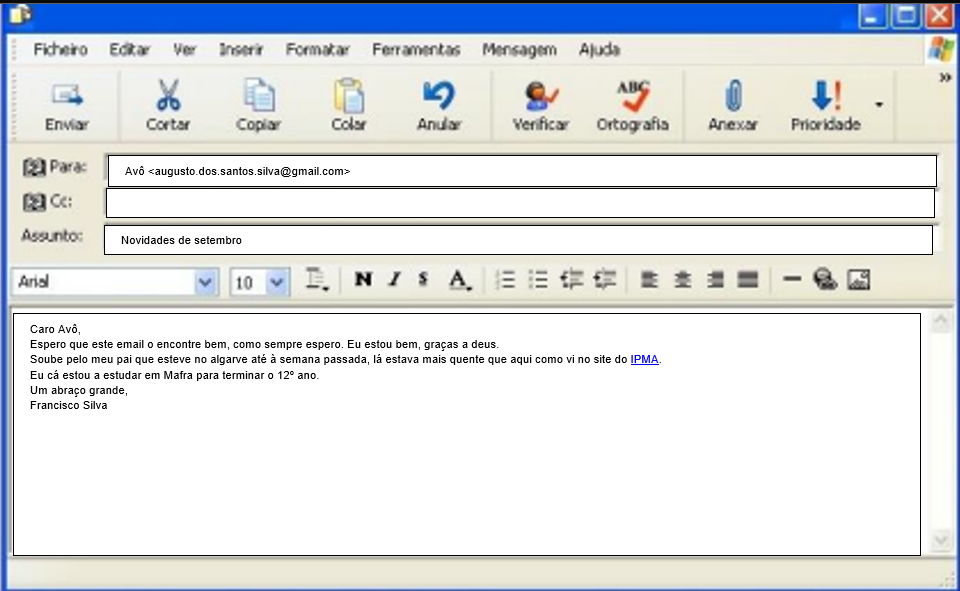 Ficheiro Editar Ver Inserir Formatar Ferramentas Mensagem Ajuda
Enviar Cortar Copiar Colar Anular Verificar Ortografia Anexar Prioridade
ABC
Para: Avô <augusto.dos.santos.silva@gmail.com>
Cc:
Assunto: Novidades de setembro
Arial 10 N I S A
Caro Avô,
Espero que este email o encontre bem, como sempre espero. Eu estou bem, graças a deus.
Soube pelo meu pai que esteve no algarve até à semana passada, lá estava mais quente que aqui como vi no site do IPMA.
Eu cá estou a estudar em Mafra para terminar o 12º ano.
Um abraço grande,
Francisco Silva